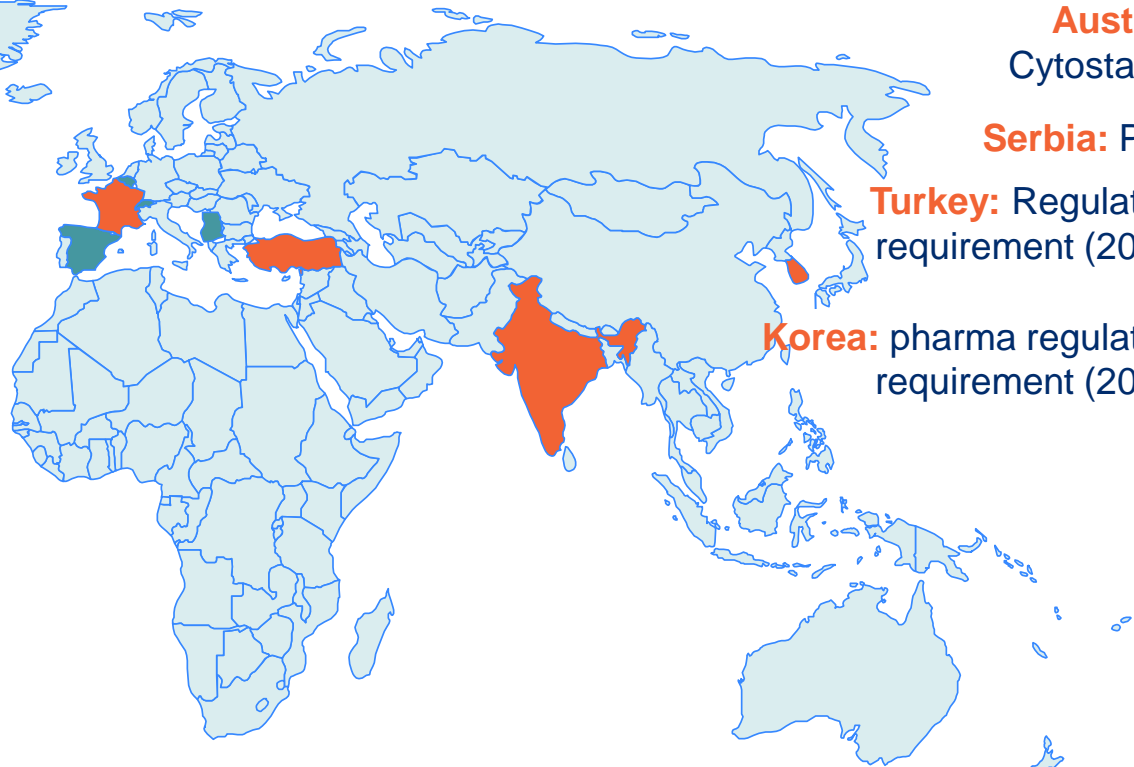 Aust
Cytosta
Serbia: P
Turkey: Regulat
requirement (20
Korea: pharma regulat
requirement (20